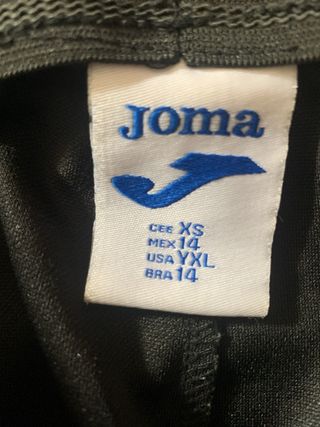 Joma
CEE XS
MEX 14
USA YXL
BRA 14